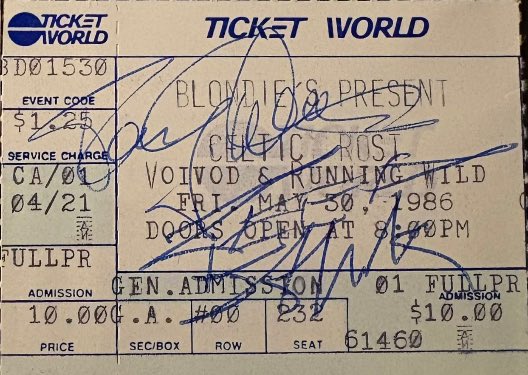 TICKET WORLD
TICKET WORLD
BD01530
EVENT CODE
$1.25
SERVICE CHARGE
CA/01
04/21
FULLPR
ADMISSION
10.00
PRICE
BLONDIE'S PRESENT
CELTIC FROST
VOIVOD & RUNNING WILD
FRI. MAY 30, 1986
DOORS OPEN AT 8:00PM
GEN.ADMISSION 01 FUDLPR
ADMISSION
G.A. #00 232 $10.00
SEC/BOX ROW SEAT 61460